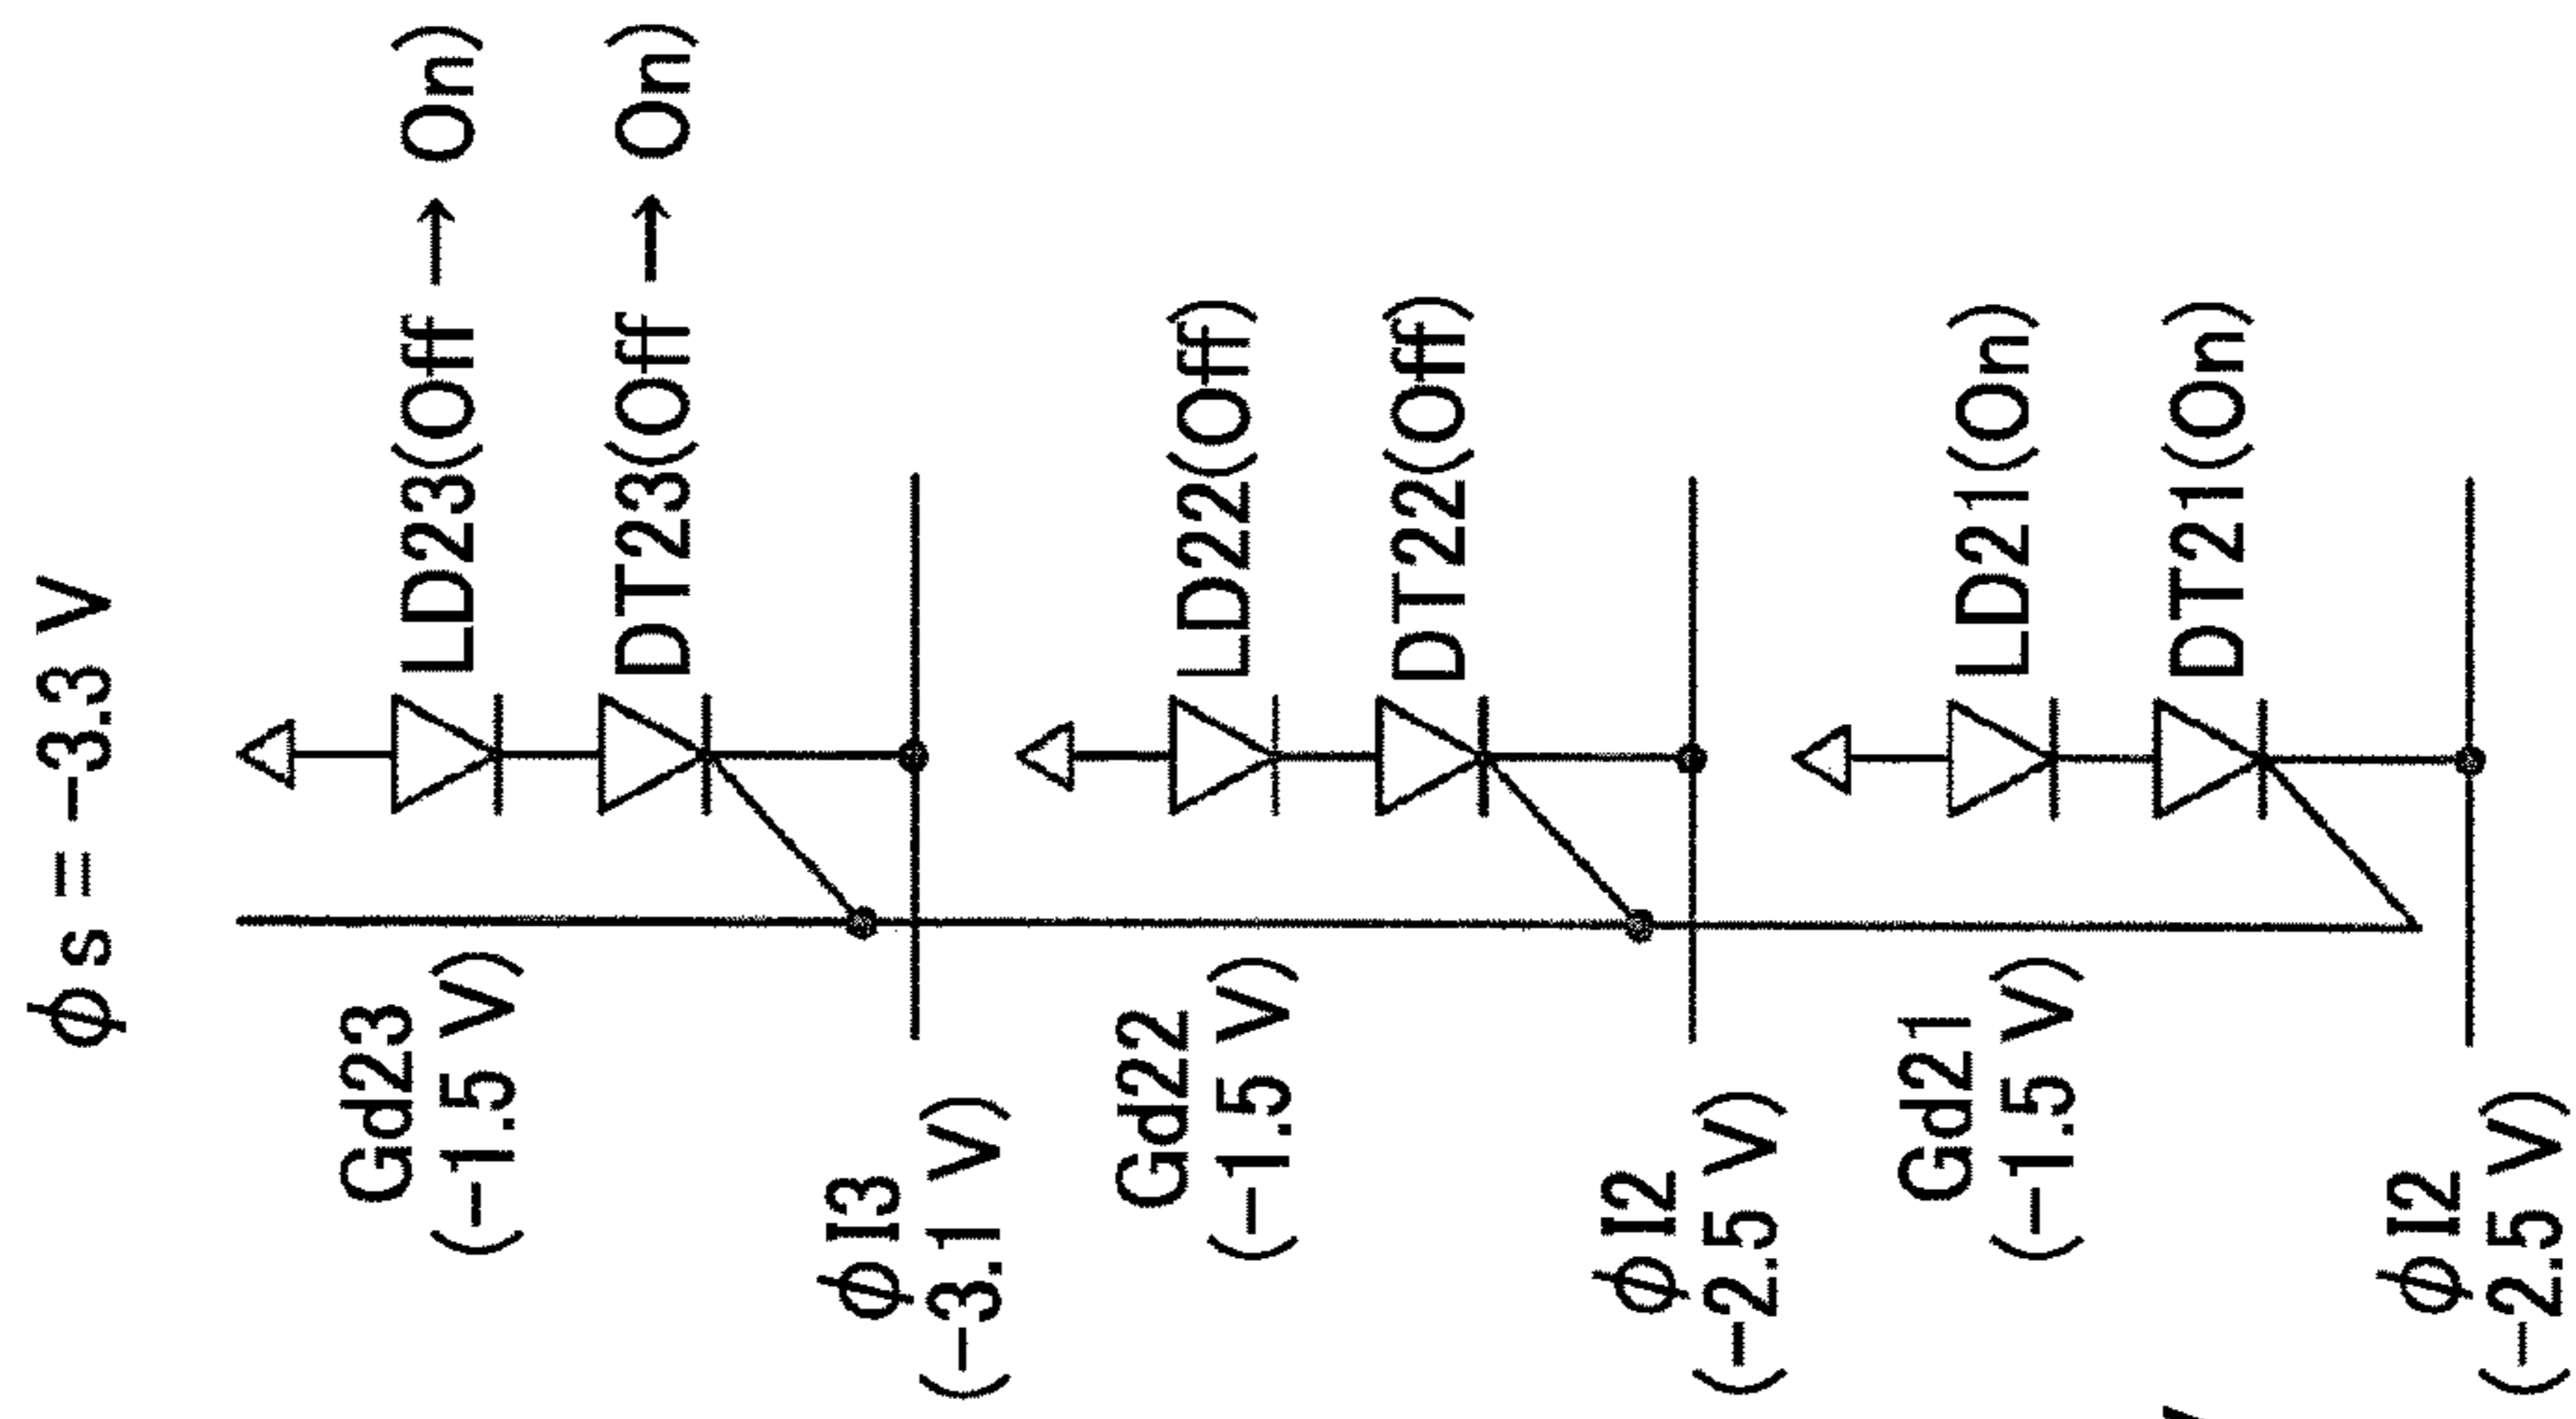 ϕs = −3.3 V
LD23(Off → On)
DT23(Off → On)
Gd23
(−1.5 V)
ϕI3
(−3.1 V)
LD22(Off)
DT22(Off)
Gd22
(−1.5 V)
ϕI2
(−2.5 V)
LD21(On)
DT21(On)
Gd21
(−1.5 V)
ϕI2
(−2.5 V)